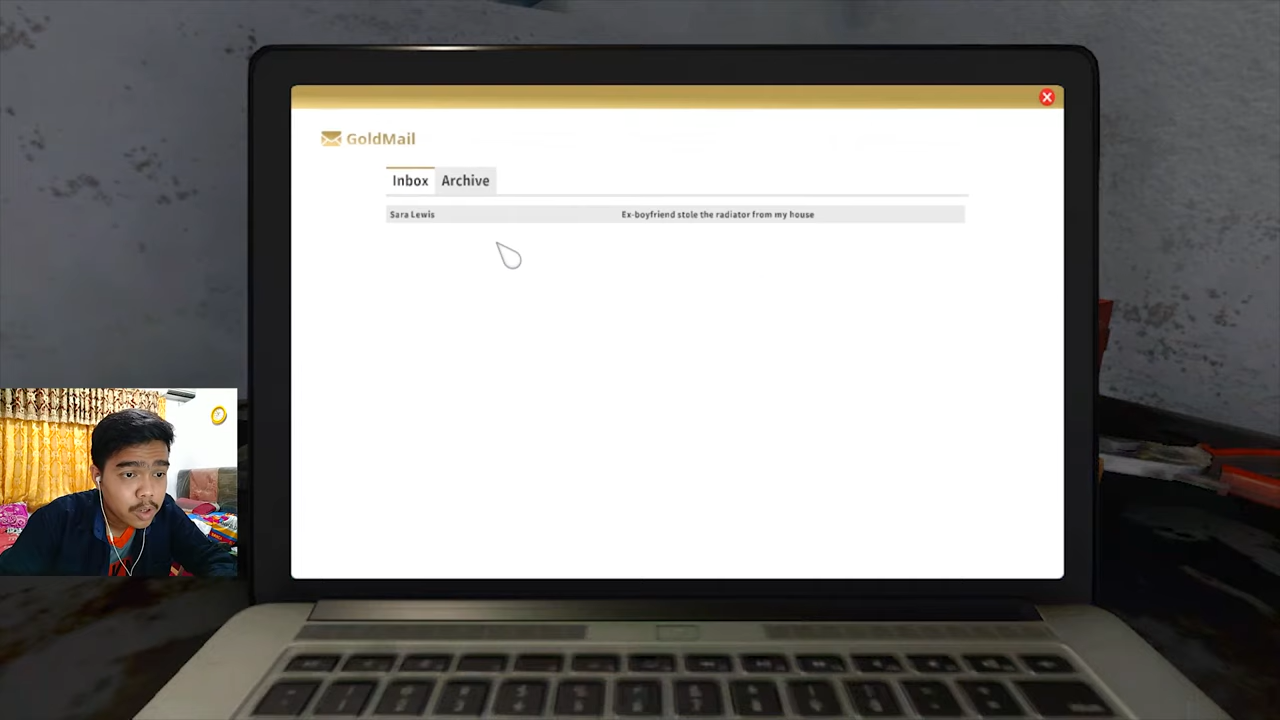 GoldMail
Inbox Archive
Sara Lewis Ex-boyfriend stole the radiator from my house